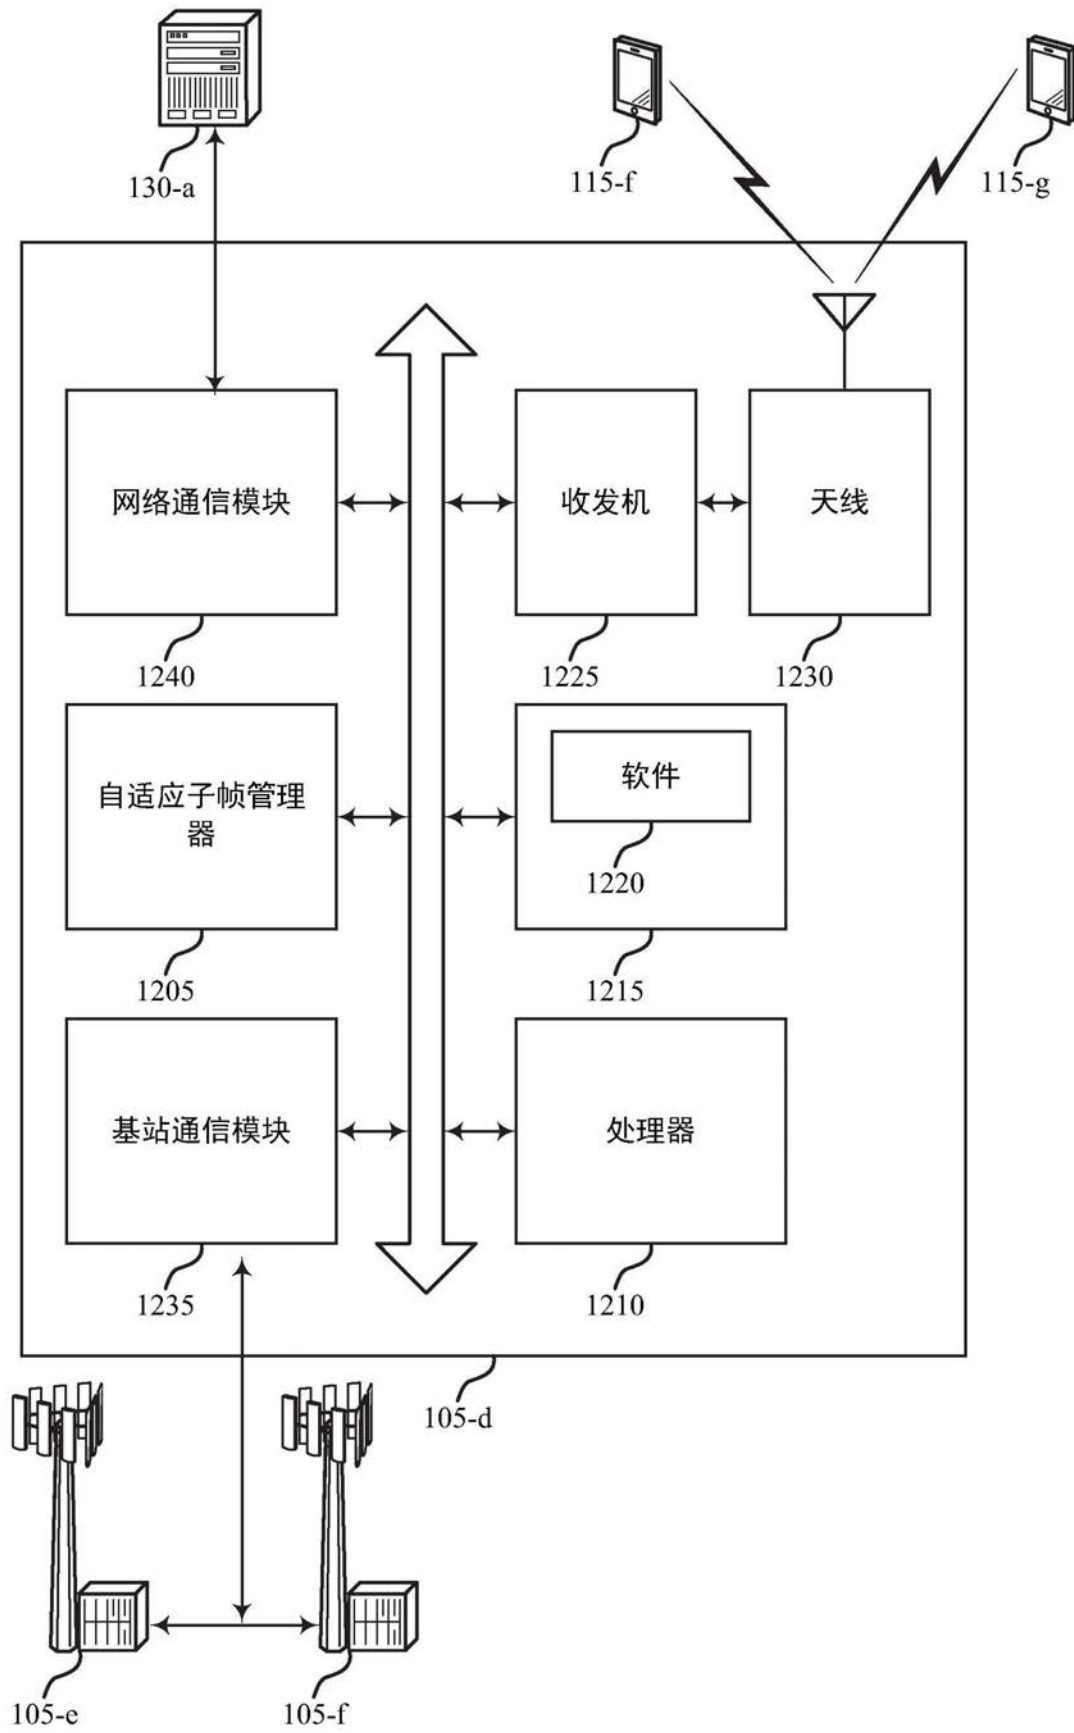 130-a
115-f
115-g
网络通信模块
收发机
天线
1240
1225
1230
自适应子帧管理
器
软件
1220
1205
1215
基站通信模块
处理器
1235
1210
105-d
105-e
105-f